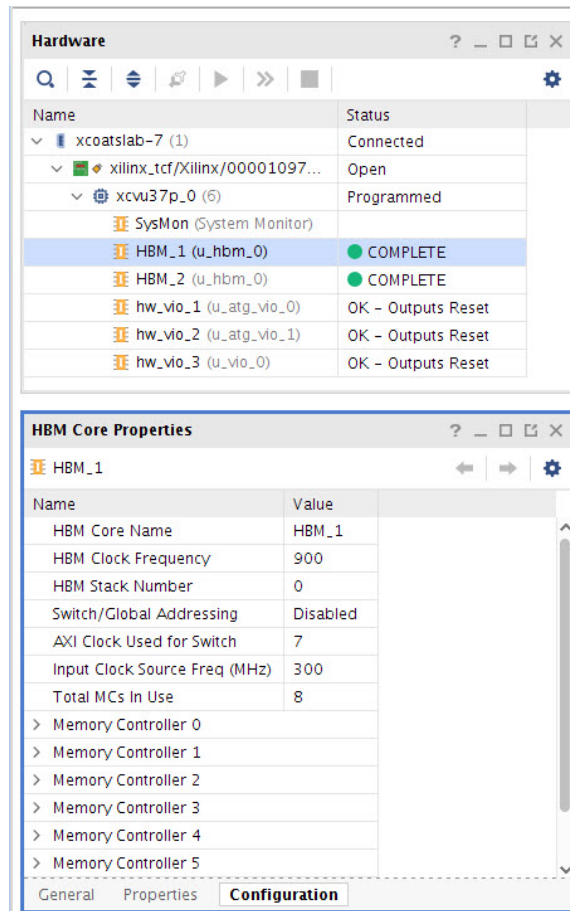 Hardware
Name Status
xcoatslab-7 (1) Connected
xilinx_tcf/Xilinx/00001097... Open
xcvu37p_0 (6) Programmed
SysMon (System Monitor)
HBM_1 (u_hbm_0) COMPLETE
HBM_2 (u_hbm_0) COMPLETE
hw_vio_1 (u_atg_vio_0) OK - Outputs Reset
hw_vio_2 (u_atg_vio_1) OK - Outputs Reset
hw_vio_3 (u_vio_0) OK - Outputs Reset
HBM Core Properties
HBM_1
Name Value
HBM Core Name HBM_1
HBM Clock Frequency 900
HBM Stack Number 0
Switch/Global Addressing Disabled
AXI Clock Used for Switch 7
Input Clock Source Freq (MHz) 300
Total MCs In Use 8
Memory Controller 0
Memory Controller 1
Memory Controller 2
Memory Controller 3
Memory Controller 4
Memory Controller 5
General Properties Configuration